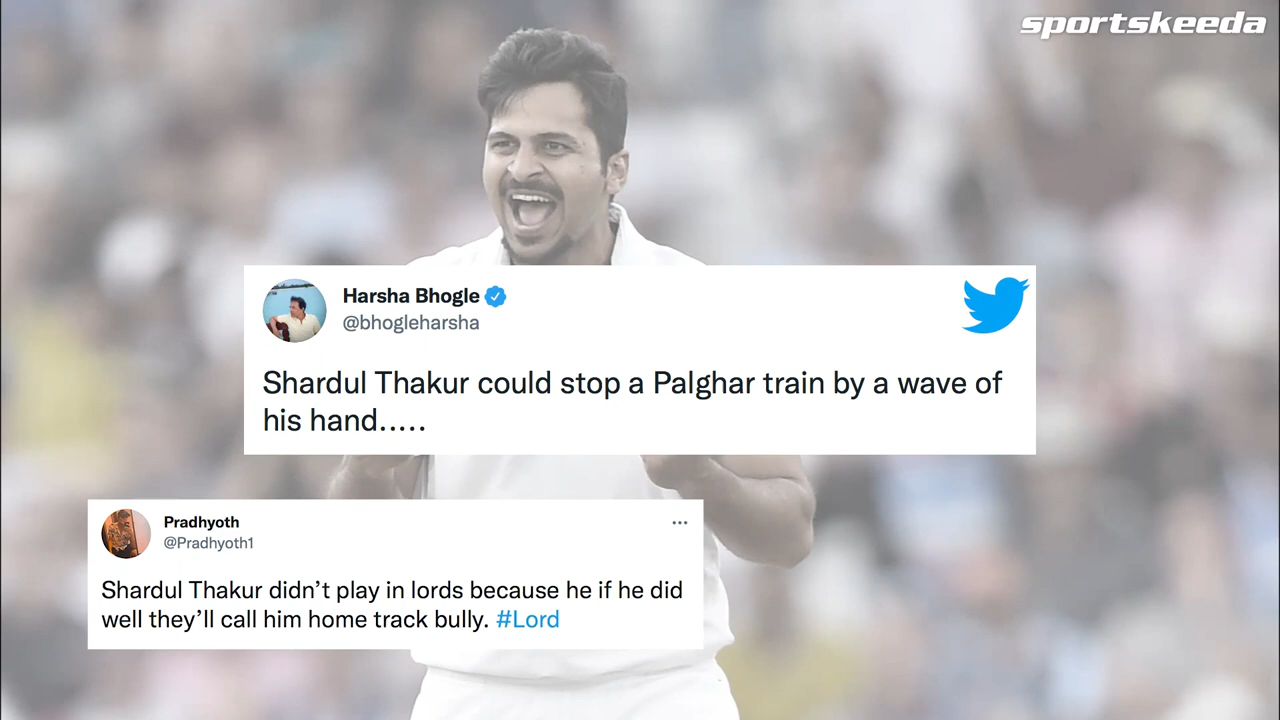 sportskeeda
Harsha Bhogle
@bhogleharsha
Shardul Thakur could stop a Palghar train by a wave of
his hand.....
Pradhyoth
@Pradhyoth1
Shardul Thakur didn’t play in lords because he if he did
well they’ll call him home track bully. #Lord